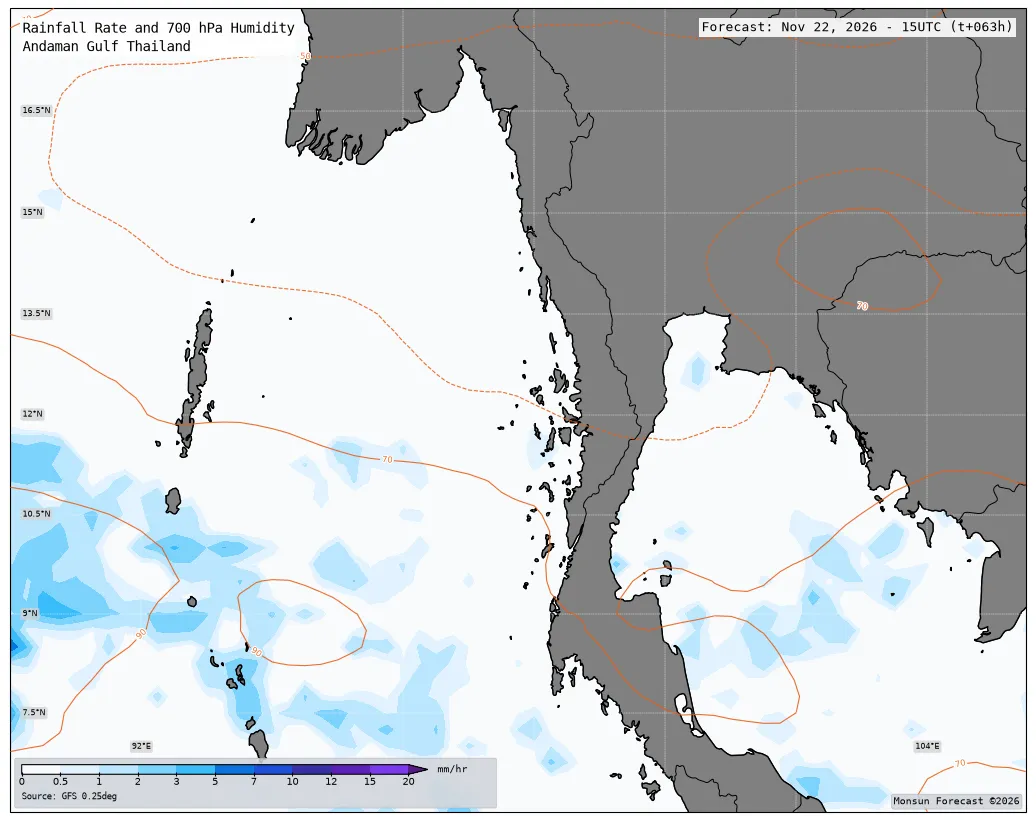 Rainfall Rate and 700 hPa Humidity
Andaman Gulf Thailand
Forecast: Nov 22, 2026 - 15UTC (t+063h)
50
16.5°N
15°N
70
13.5°N
12°N
70
10.5°N
9°N
90
90
7.5°N
92°E
104°E
70
mm/hr
0 0.5 1 2 3 5 7 10 12 15 20
Source: GFS 0.25deg
Monsun Forecast ©2026